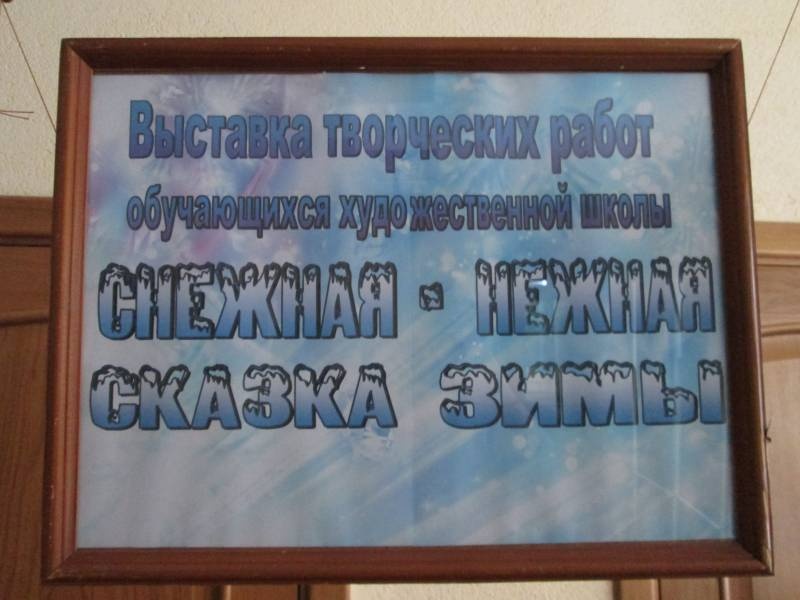 Выставка творческих работ
обучающихся художественной школы
СНЕЖНАЯ - НЕЖНАЯ
СКАЗКА ЗИМЫ